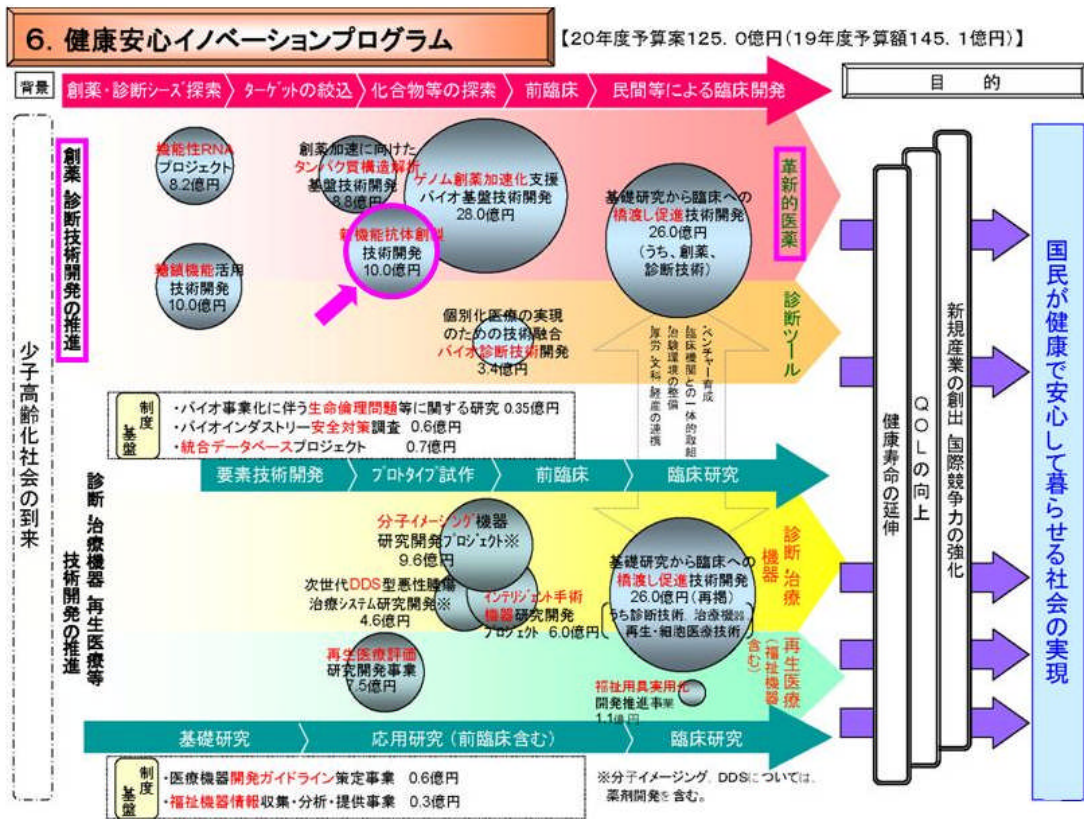 6. 健康安心イノベーションプログラム
【20年度予算案125. 0億円(19年度予算額145. 1億円)】
背景
創薬・診断シーズ探索
ターゲットの絞込
化合物等の探索
前臨床
民間等による臨床開発
目 的
少子高齢化社会の到来
創薬・診断技術開発の推進
機能性RNA
プロジェクト
8.2億円
創薬加速に向けた
タンパク質構造解析
基盤技術開発
8.8億円
ゲノム創薬加速化支援
バイオ基盤技術開発
28.0億円
新機能抗体創製
技術開発
10.0億円
糖鎖機能活用
技術開発
10.0億円
基礎研究から臨床への
橋渡し促進技術開発
26.0億円
(うち、創薬、
診断技術)
革新的医薬
個別化医療の実現
のための技術融合
バイオ診断技術開発
3.4億円
診断ツール
ベンチャー育成
臨床機関との一体的取組
治験環境の整備
厚労・文科・経産の連携
制度
基盤
・バイオ事業化に伴う生命倫理問題等に関する研究 0.35億円
・バイオインダストリー安全対策調査 0.6億円
・統合データベースプロジェクト 0.7億円
要素技術開発
プロトタイプ試作
前臨床
臨床研究
診断・治療機器・再生医療等
技術開発の推進
分子イメージング機器
研究開発プロジェクト※
9.6億円
次世代DDS型悪性腫瘍
治療システム研究開発※
4.6億円
インテリジェント手術
機器研究開発
プロジェクト 6.0億円
基礎研究から臨床への
橋渡し促進技術開発
26.0億円(再掲)
うち診断技術、治療機器、
再生・細胞医療技術
診断・治療
機器
再生医療評価
研究開発事業
7.5億円
福祉用具実用化
開発推進事業
1.1億円
再生医療
(福祉機器
含む)
基礎研究
応用研究(前臨床含む)
臨床研究
制度
基盤
・医療機器開発ガイドライン策定事業 0.6億円
・福祉機器情報収集・分析・提供事業 0.3億円
※分子イメージング、DDSについては、
薬剤開発を含む。
健康寿命の延伸
QOLの向上
新規産業の創出・国際競争力の強化
国民が健康で安心して暮らせる社会の実現